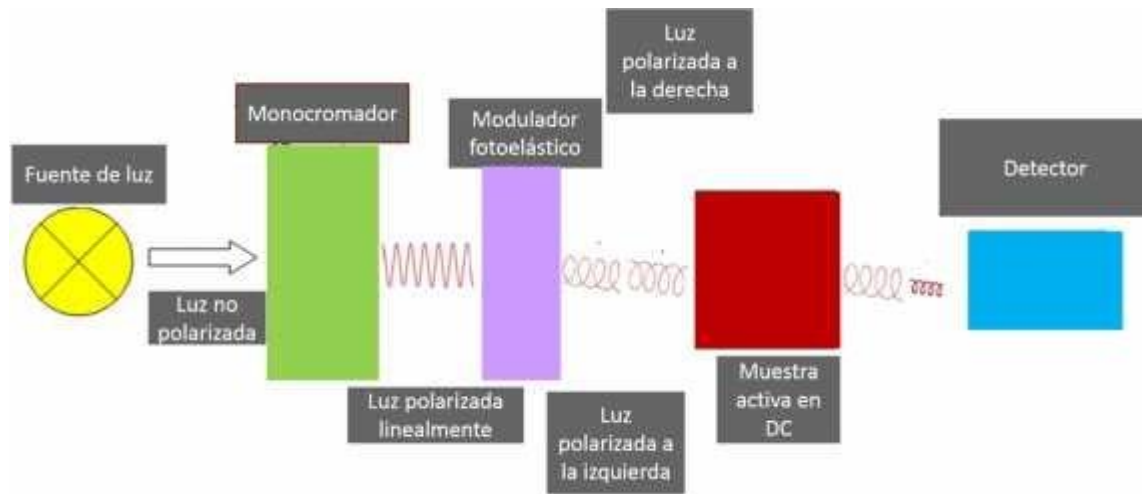 Luz
polarizada a
la derecha
Monocromador
Modulador
fotoelástico
Fuente de luz
Detector
Luz no
polarizada
Luz polarizada
linealmente
Luz
polarizada a
la izquierda
Muestra
activa en
DC